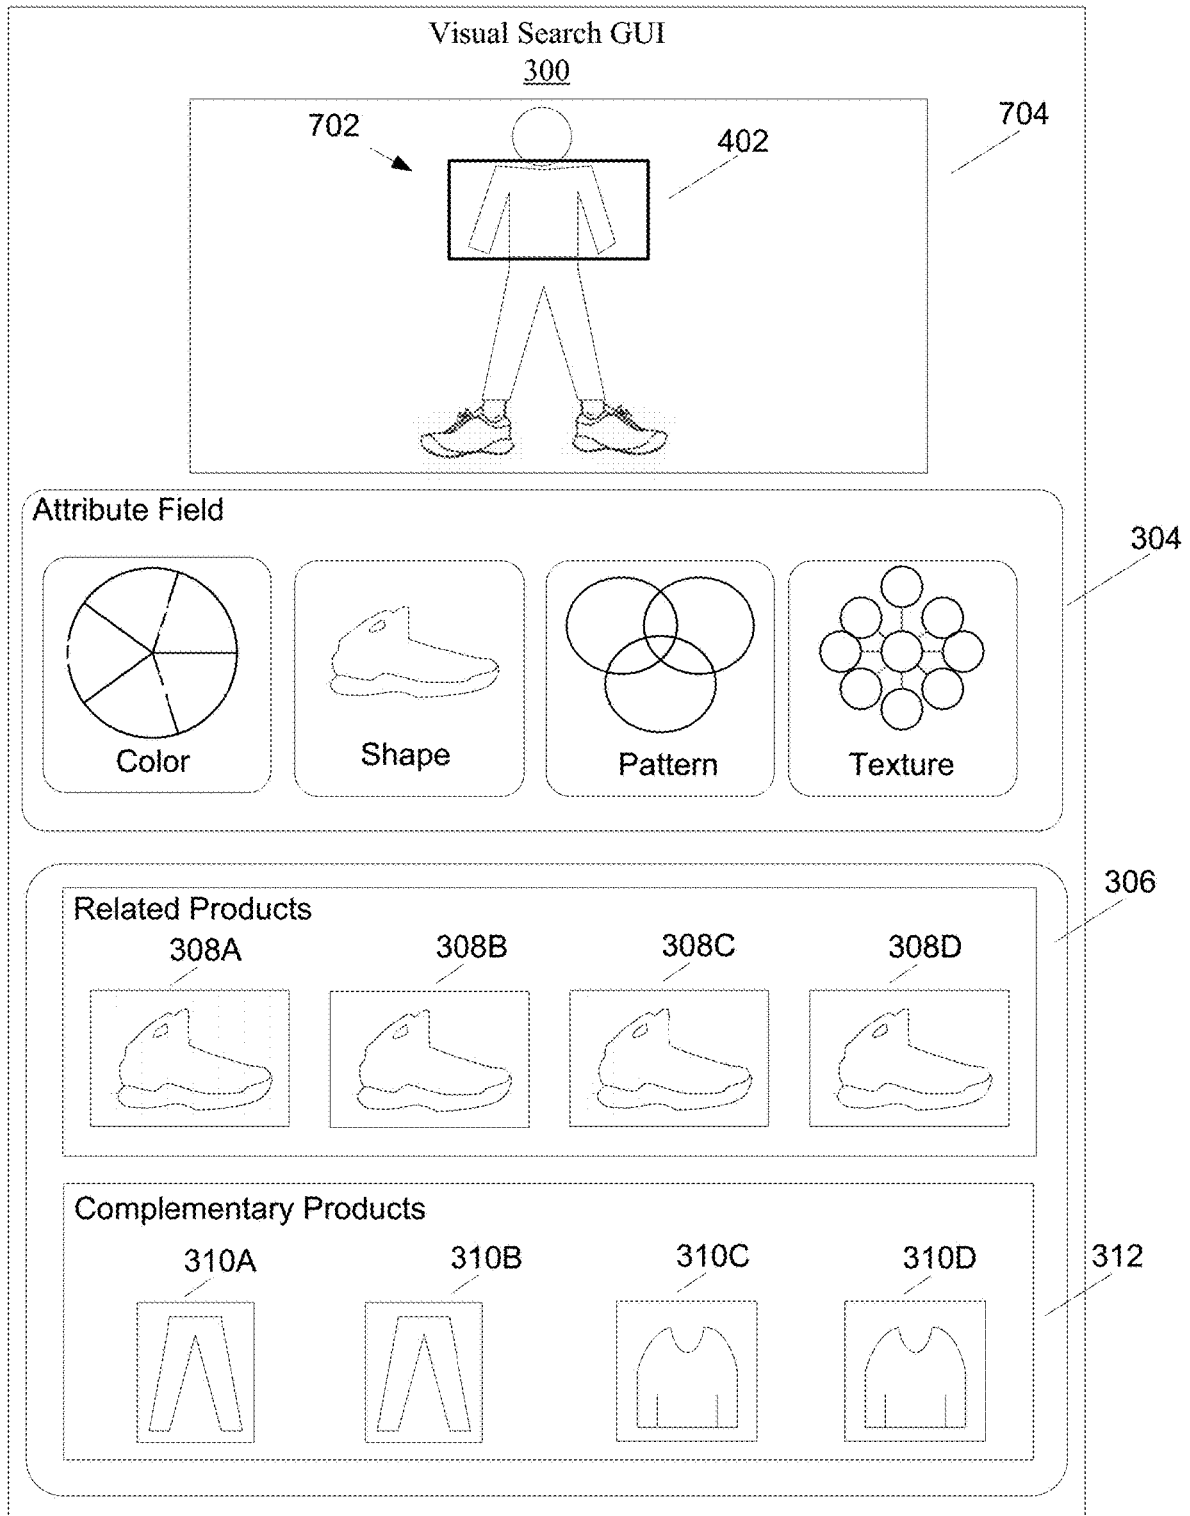 Visual Search GUI
300
702
402
704
Attribute Field
304
Color
Shape
Pattern
Texture
306
Related Products
308A
308B
308C
308D
Complementary Products
310A
310B
310C
310D
312